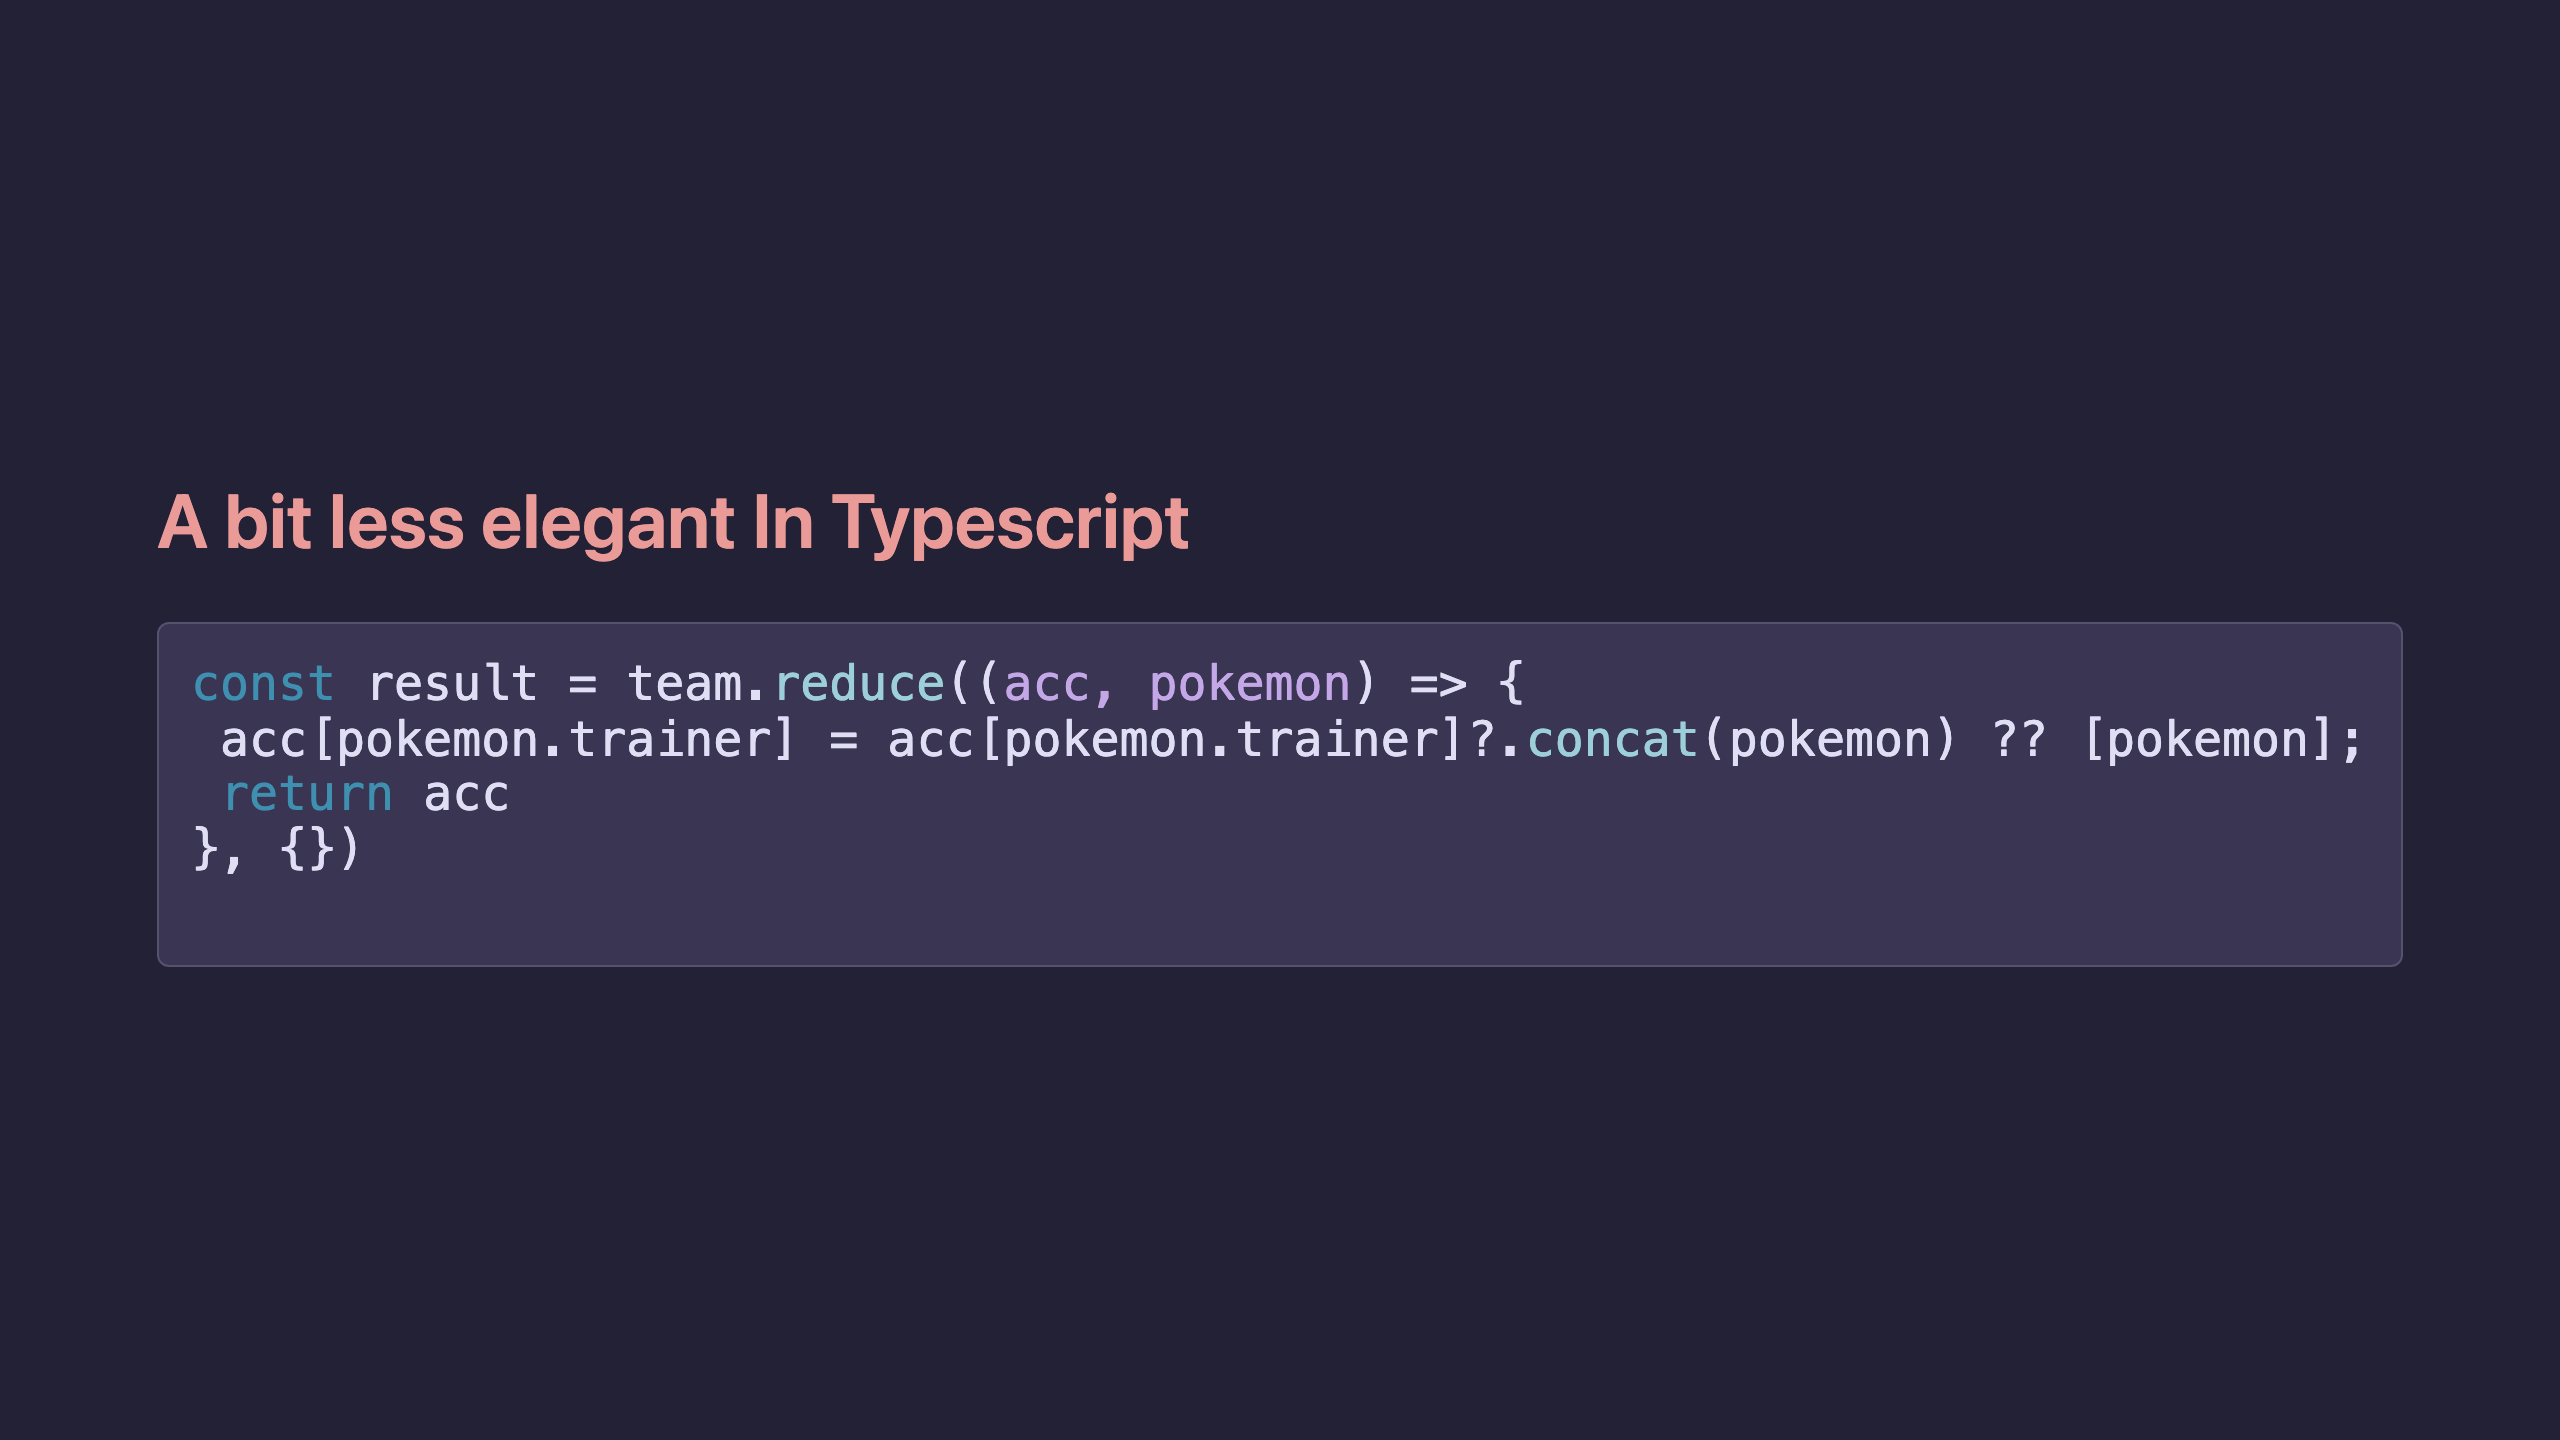 A bit less elegant In Typescript
const result = team.reduce((acc, pokemon) => {
 acc[pokemon.trainer] = acc[pokemon.trainer]?.concat(pokemon) ?? [pokemon];
 return acc
}, {})